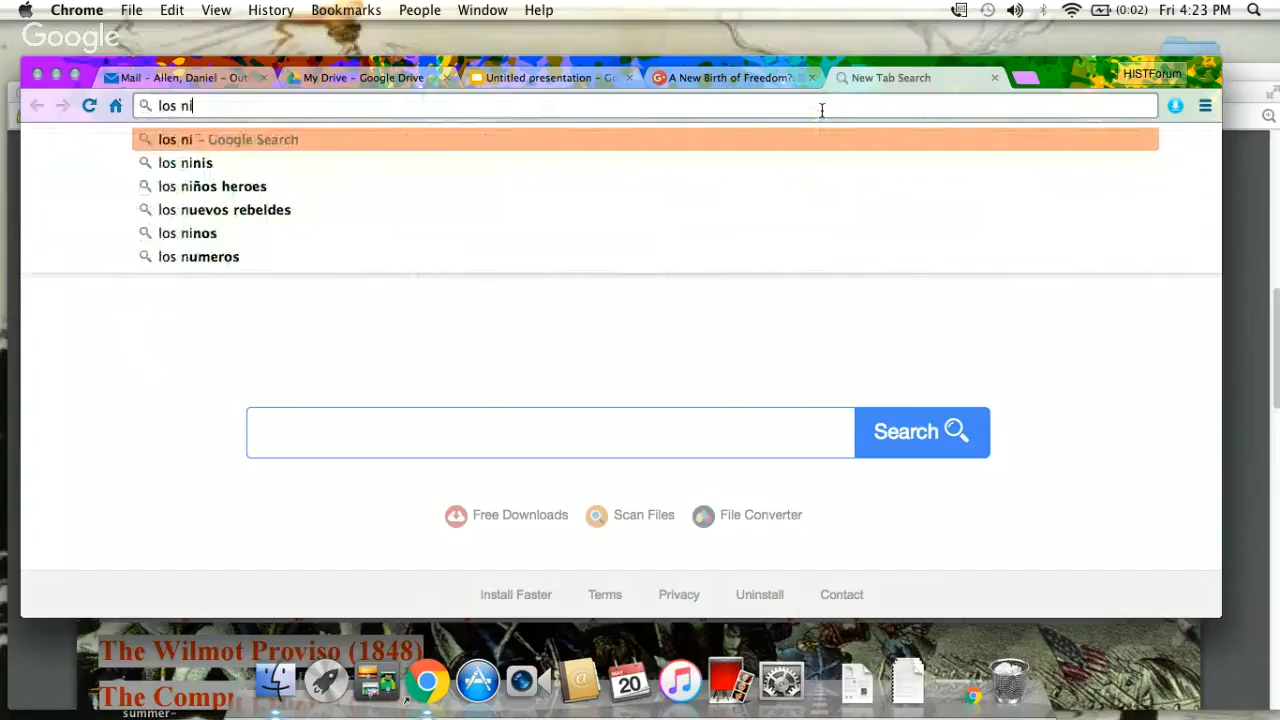 Chrome File Edit View History Bookmarks People Window Help (0:02) Fri 4:23 PM
Google
Mail – Allen, Daniel – Out My Drive – Google Drive Untitled presentation – G A New Birth of Freedom?: New Tab Search HISTForum
los ni
los ni – Google Search
los ninis
los niños heroes
los nuevos rebeldes
los ninos
los numeros
Search
Free Downloads Scan Files File Converter
Install Faster Terms Privacy Uninstall Contact
The Wilmot Proviso (1848)
The Compr
MAY
20
summer–